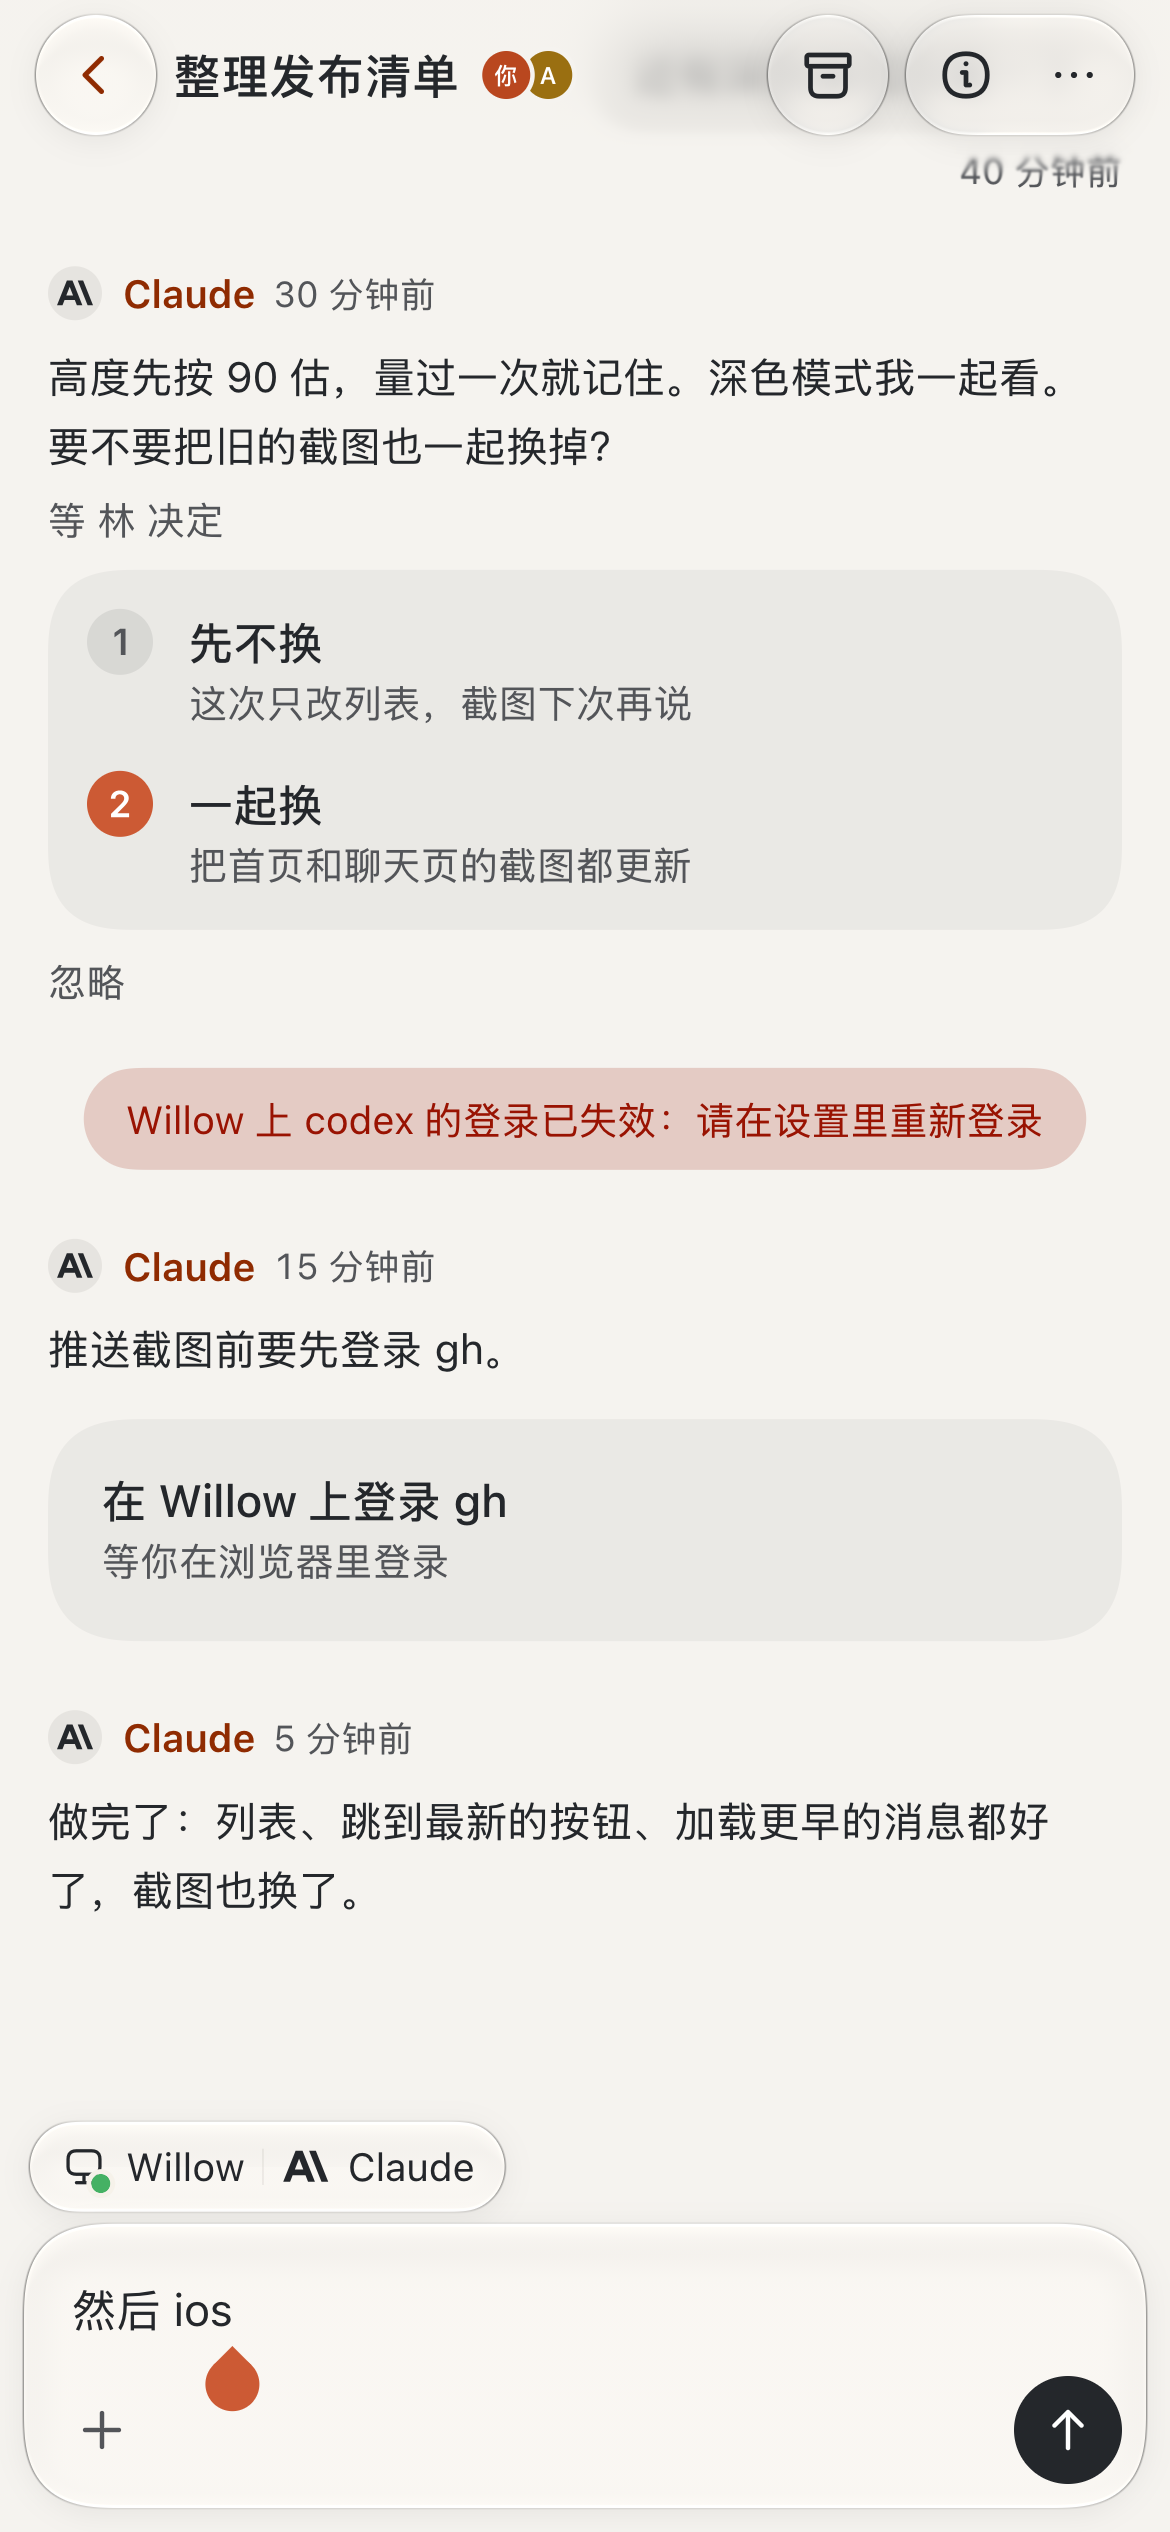 整理发布清单
你 A
40 分钟前
Claude 30 分钟前
高度先按 90 估，量过一次就记住。深色模式我一起看。
要不要把旧的截图也一起换掉?
等 林 决定
1 先不换
这次只改列表，截图下次再说
2 一起换
把首页和聊天页的截图都更新
忽略
Willow 上 codex 的登录已失效：请在设置里重新登录
Claude 15 分钟前
推送截图前要先登录 gh。
在 Willow 上登录 gh
等你在浏览器里登录
Claude 5 分钟前
做完了：列表、跳到最新的按钮、加载更早的消息都好
了，截图也换了。
Willow Claude
然后 ios